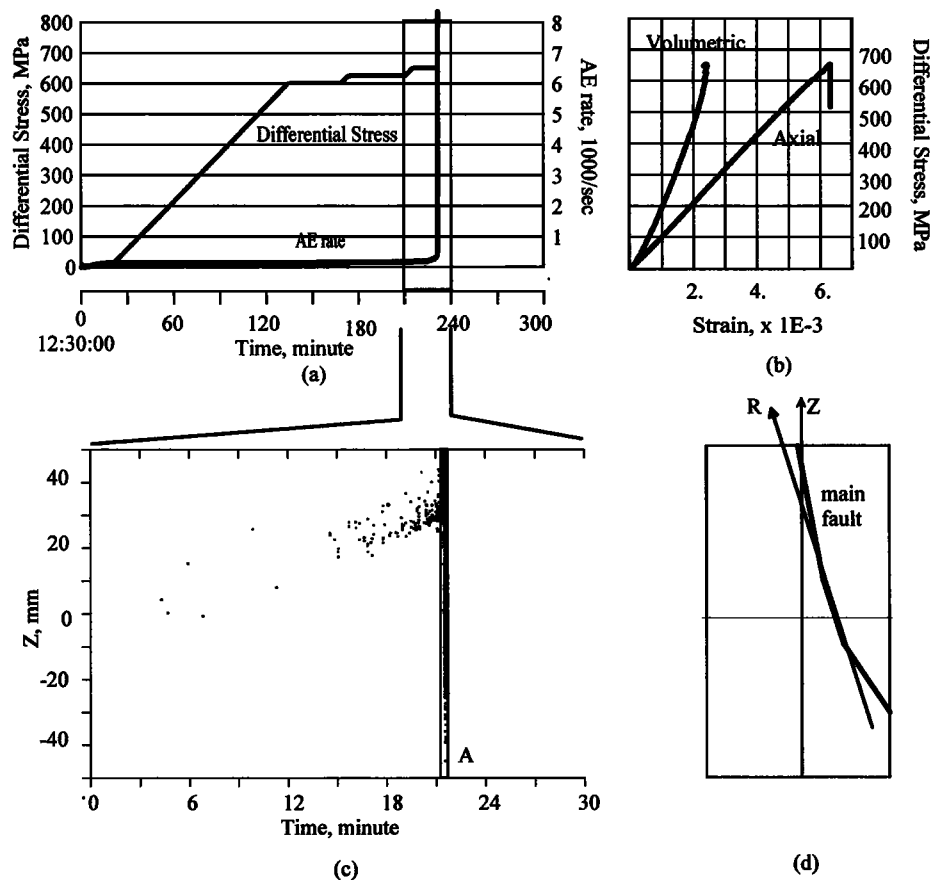 800
700
600
500
400
300
200
100
0
Differential Stress, MPa
8
7
6
5
4
3
2
1
AE rate, 1000/sec
Differential Stress
AE rate
0
60
120
180
240
300
12:30:00
Time, minute
(a)
Volumetric
Axial
700
600
500
400
300
200
100
Differential Stress, MPa
2.
4.
6.
Strain, x 1E-3
(b)
40
20
0
-20
-40
Z, mm
A
0
6
12
18
24
30
Time, minute
(c)
R
Z
main
fault
(d)